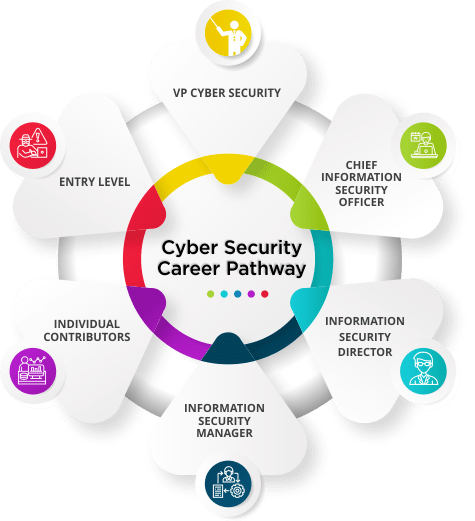 VP CYBER SECURITY
CHIEF
INFORMATION
SECURITY
OFFICER
ENTRY LEVEL
Cyber Security
Career Pathway
INDIVIDUAL
CONTRIBUTORS
INFORMATION
SECURITY
DIRECTOR
INFORMATION
SECURITY
MANAGER